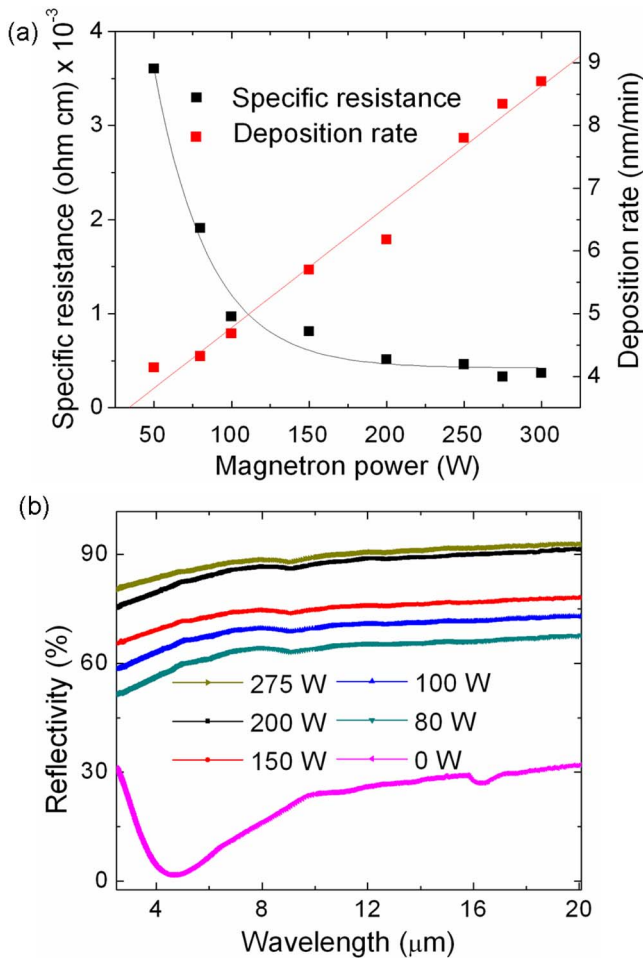 (a)
Specific resistance (ohm cm) x 10⁻³
4
3
2
1
0
Specific resistance
Deposition rate
9
8
7
6
5
4
Deposition rate (nm/min)
50 100 150 200 250 300
Magnetron power (W)
(b)
Reflectivity (%)
90
60
30
0
275 W 100 W
200 W 80 W
150 W 0 W
4 8 12 16 20
Wavelength (μm)